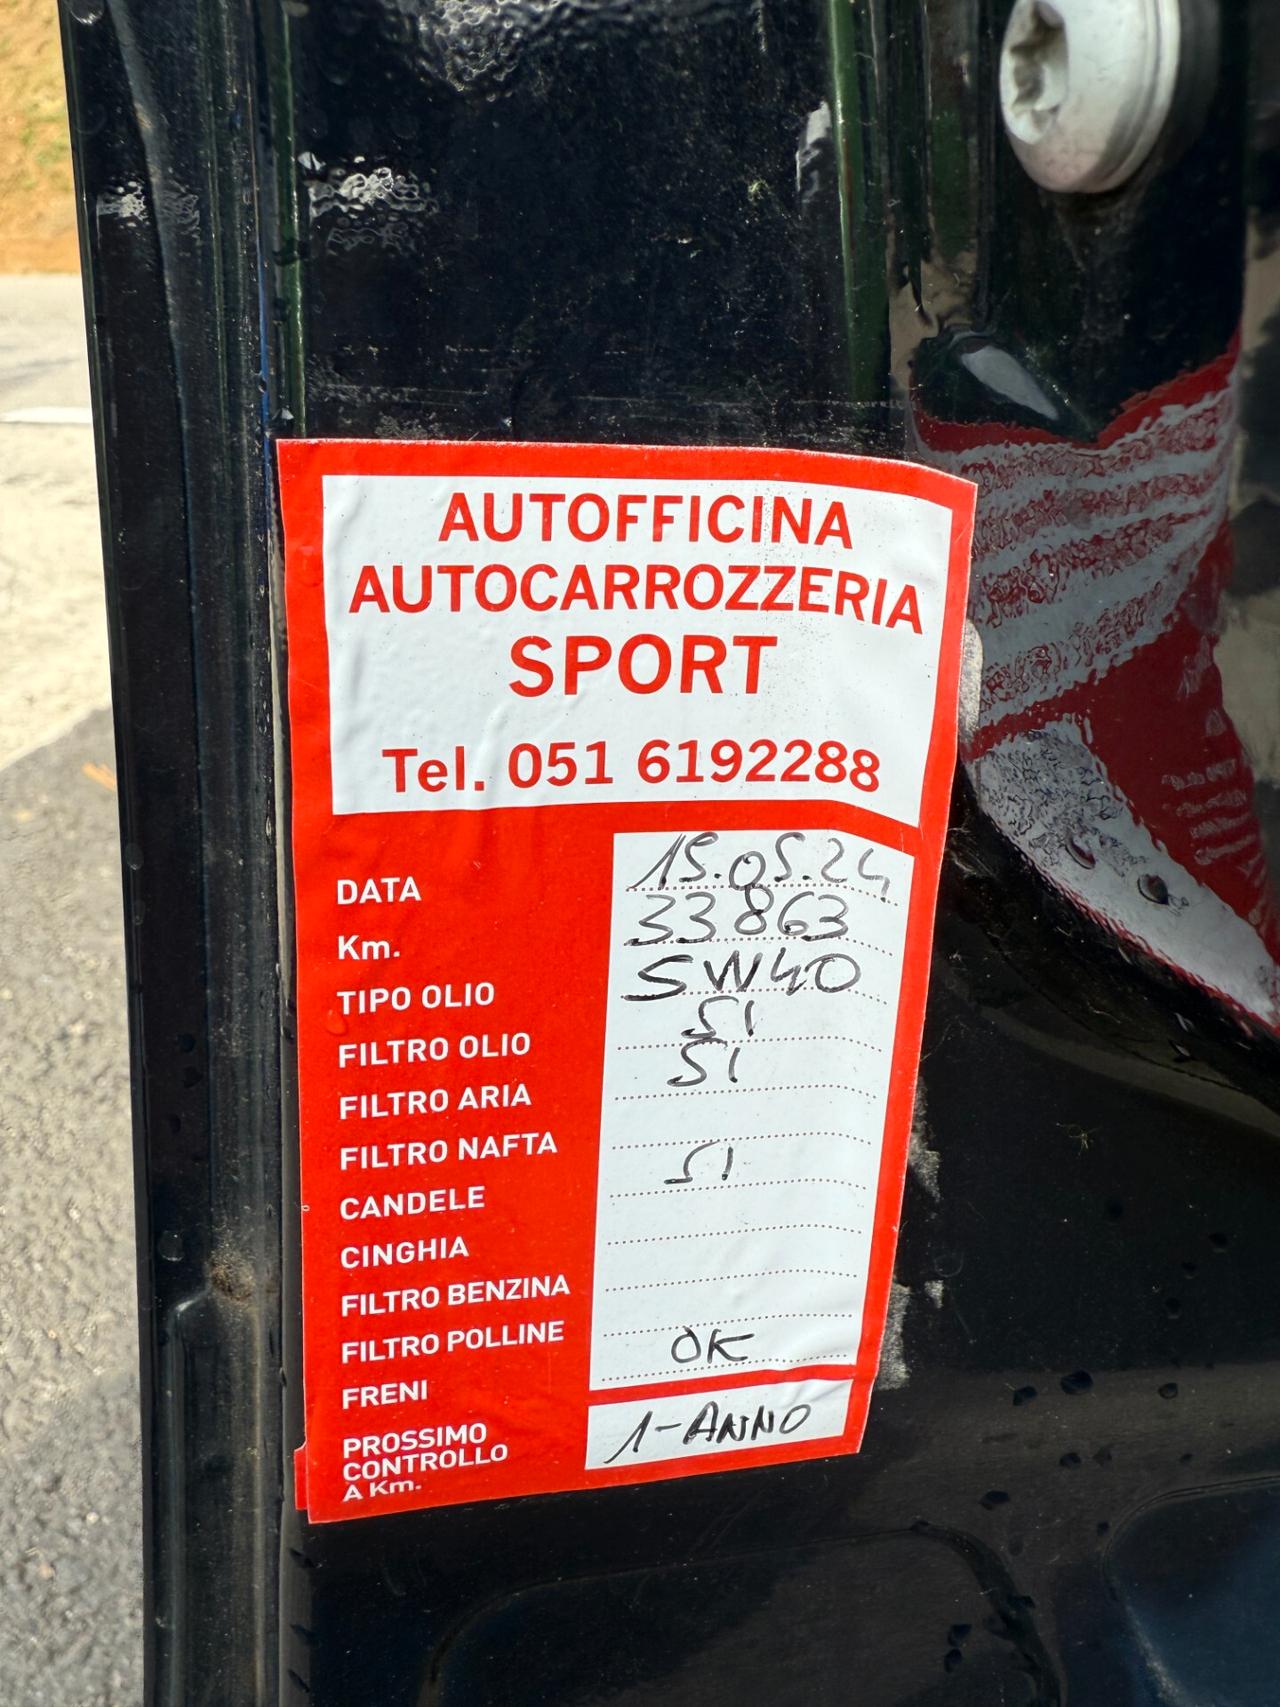 AUTOFFICINA
AUTOCARROZZERIA
SPORT
Tel. 051 6192288
DATA 15.05.24
Km. 33863
TIPO OLIO 5W40
FILTRO OLIO SI
FILTRO ARIA SI
FILTRO NAFTA
CANDELE SI
CINGHIA
FILTRO BENZINA
FILTRO POLLINE
FRENI OK
PROSSIMO
CONTROLLO
A Km. 1-ANNO